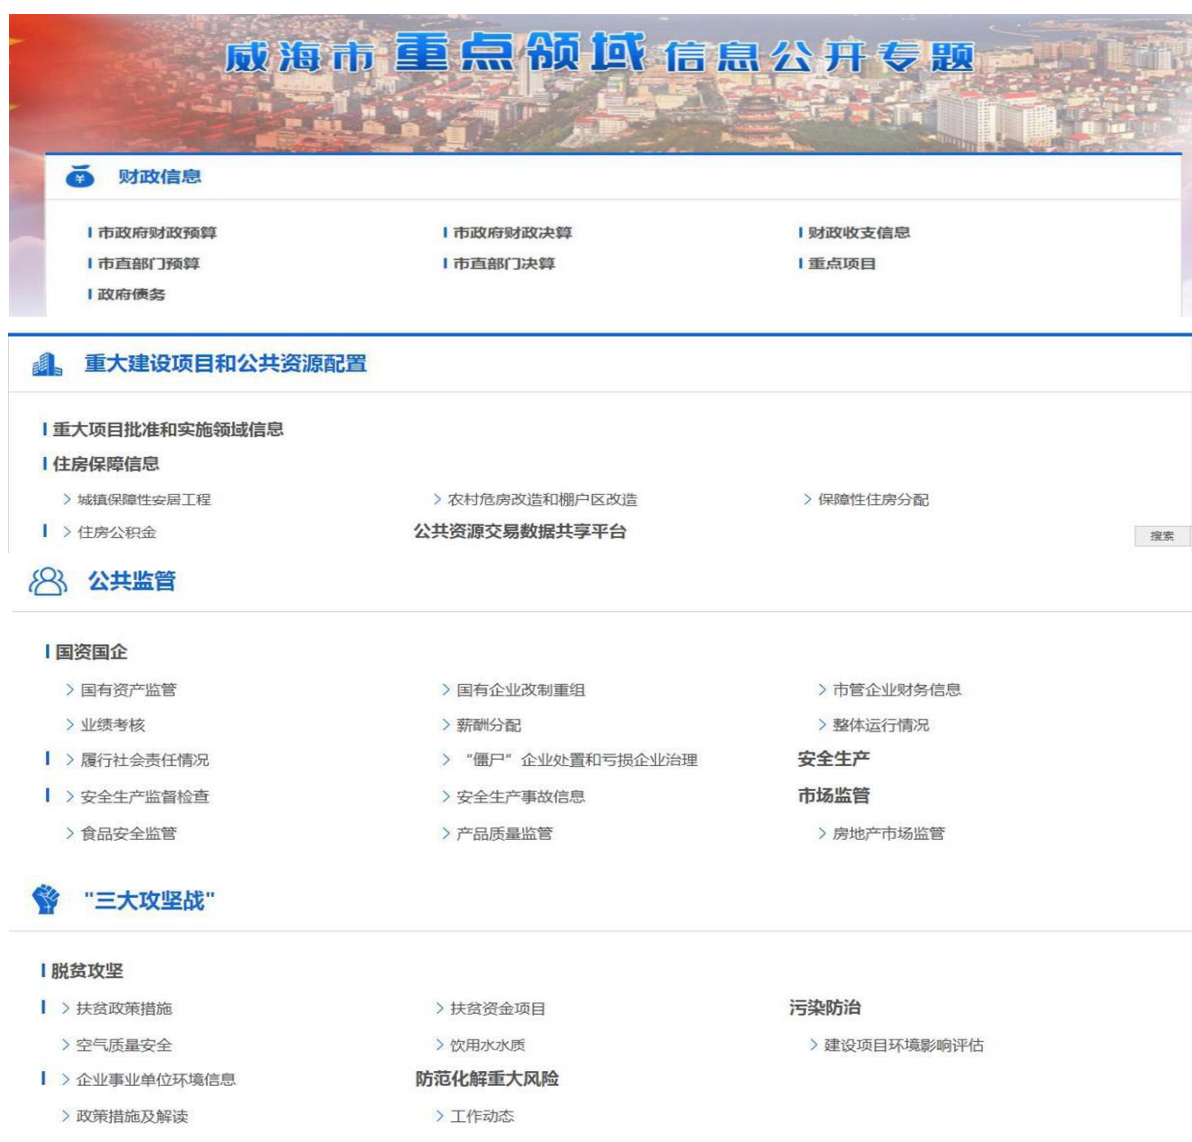 威海市重点领域信息公开专题
财政信息
市政府财政预算 市政府财政决算 财政收支信息
市直部门预算 市直部门决算 重点项目
政府债务
重大建设项目和公共资源配置
重大项目批准和实施领域信息
住房保障信息
城镇保障性安居工程 农村危房改造和棚户区改造 保障性住房分配
住房公积金 公共资源交易数据共享平台 搜索
公共监管
国资国企
国有资产监管 国有企业改制重组 市管企业财务信息
业绩考核 薪酬分配 整体运行情况
履行社会责任情况 “僵尸”企业处置和亏损企业治理 安全生产
安全生产监督检查 安全生产事故信息 市场监管
食品安全监管 产品质量监管 房地产市场监管
"三大攻坚战"
脱贫攻坚
扶贫政策措施 扶贫资金项目 污染防治
空气质量安全 饮用水水质 建设项目环境影响评估
企业事业单位环境信息 防范化解重大风险
政策措施及解读 工作动态